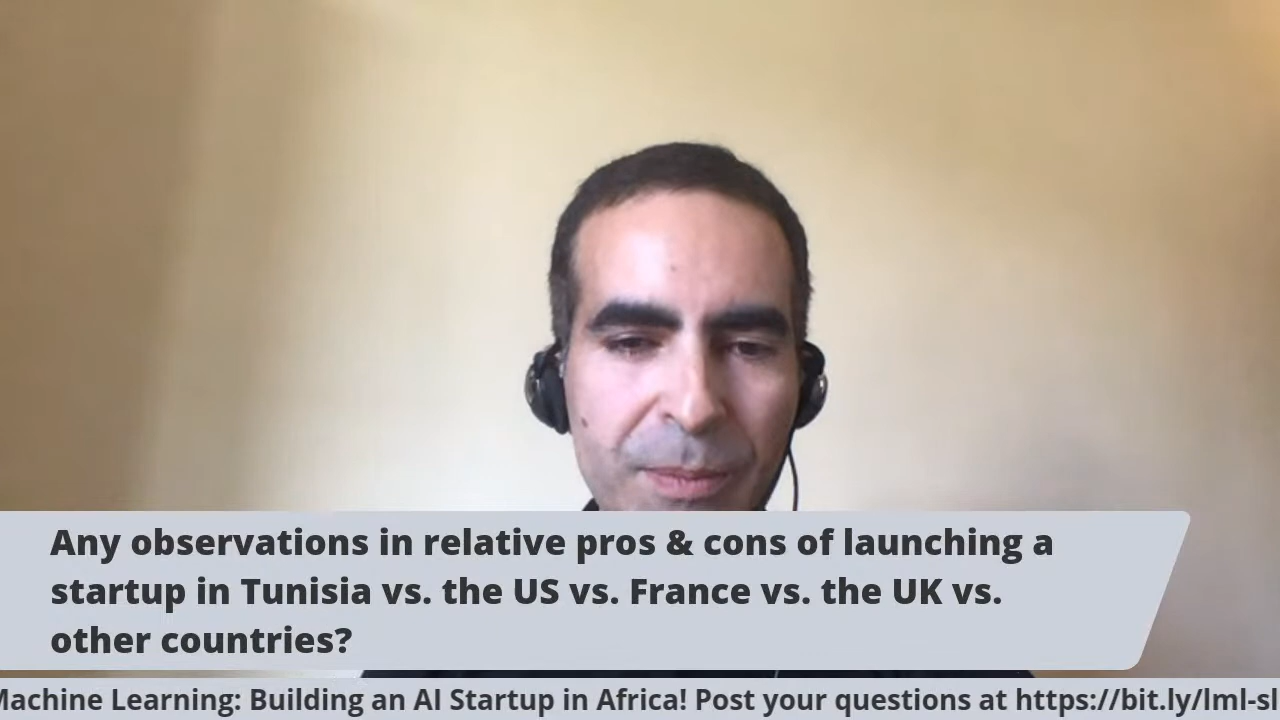 Any observations in relative pros & cons of launching a
startup in Tunisia vs. the US vs. France vs. the UK vs.
other countries?
Machine Learning: Building an AI Startup in Africa! Post your questions at https://bit.ly/lml-sl